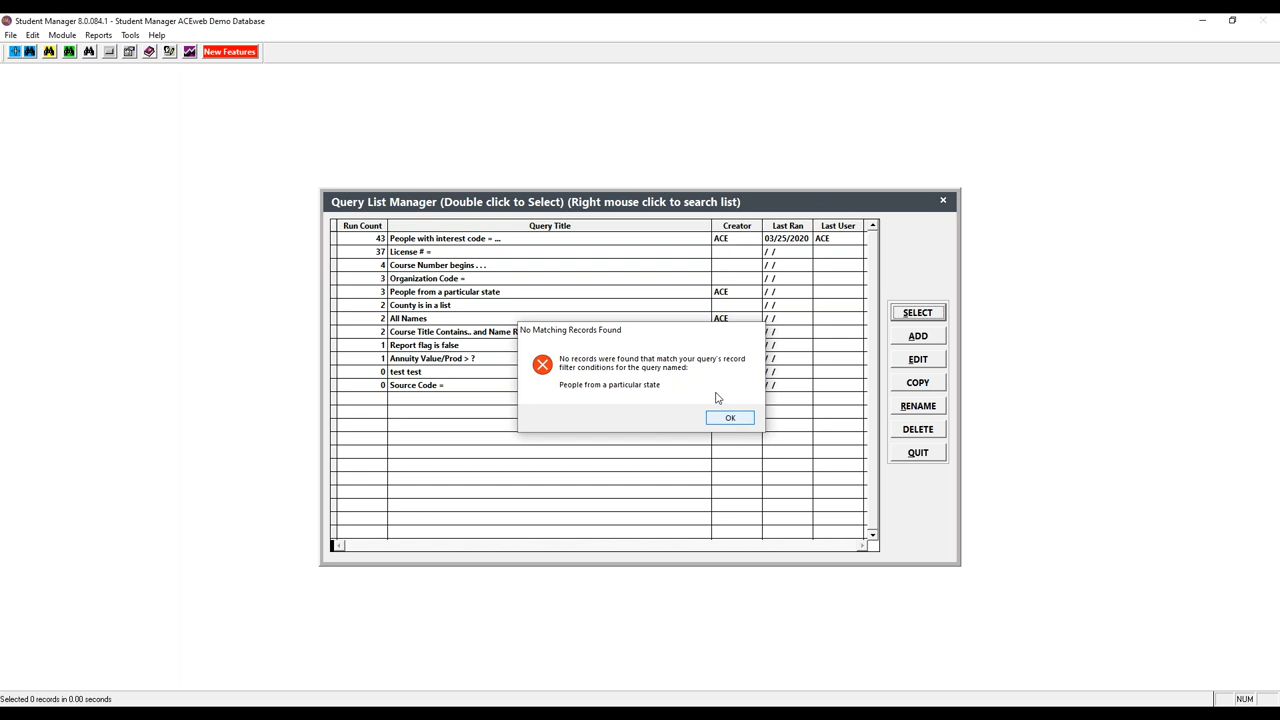 Student Manager 8.0.084.1 - Student Manager ACEweb Demo Database
File Edit Module Reports Tools Help
New Features
Query List Manager (Double click to Select) (Right mouse click to search list)
Run Count Query Title Creator Last Ran Last User
43 People with interest code = ... ACE 03/25/2020 ACE
37 License # = / /
4 Course Number begins . . . / /
3 Organization Code = / /
3 People from a particular state ACE / /
2 County is in a list / /
2 All Names ACE / /
2 Course Title Contains.. and Name R / /
1 Report flag is false / /
1 Annuity Value/Prod > ? / /
0 test test / /
0 Source Code = / /
SELECT
ADD
EDIT
COPY
RENAME
DELETE
QUIT
No Matching Records Found
No records were found that match your query's record
filter conditions for the query named:
People from a particular state
OK
Selected 0 records in 0.00 seconds
NUM